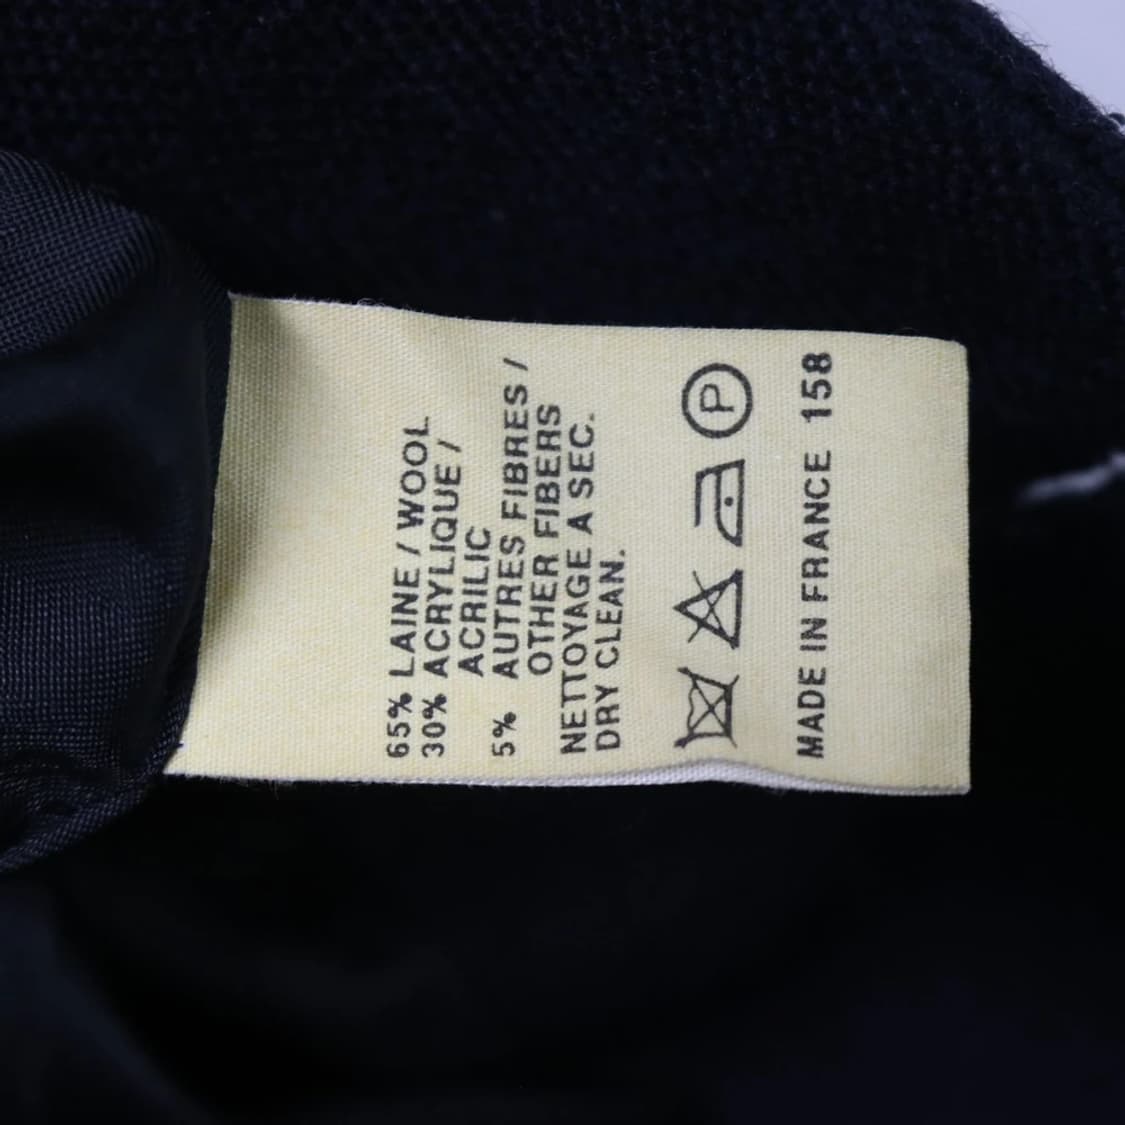 65% LAINE / WOOL
30% ACRYLIQUE /
ACRILIC
5% AUTRES FIBRES /
OTHER FIBERS
NETTOYAGE A SEC.
DRY CLEAN.
P
MADE IN FRANCE 158